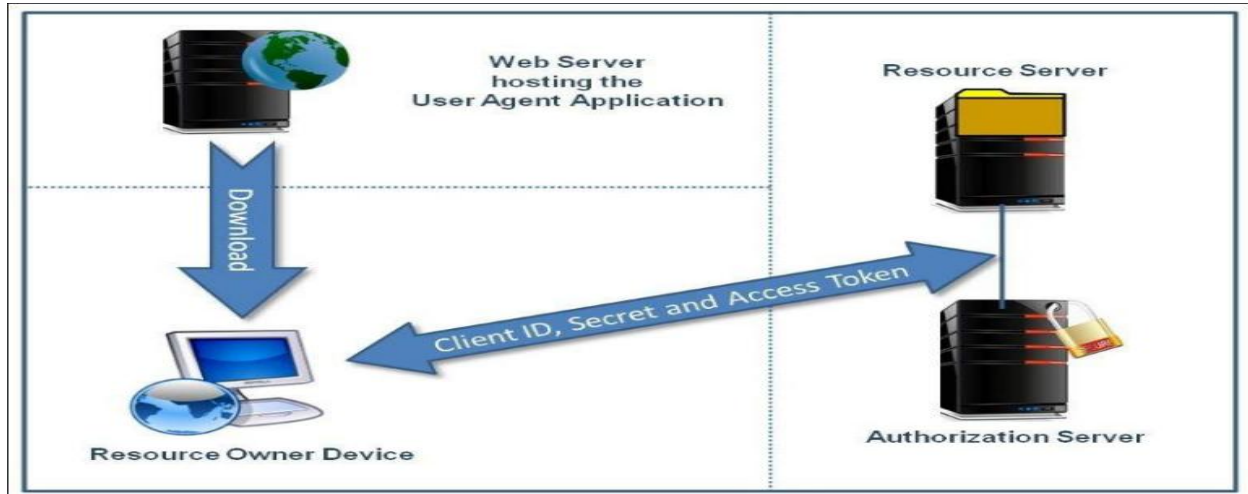 Web Server
hosting the
User Agent Application
Resource Server
Download
Client ID, Secret and Access Token
Resource Owner Device
Authorization Server